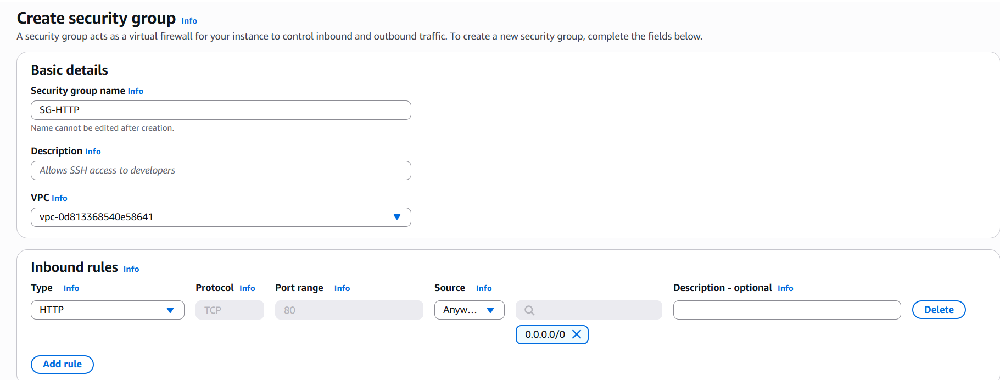 Create security group Info
A security group acts as a virtual firewall for your instance to control inbound and outbound traffic. To create a new security group, complete the fields below.
Basic details
Security group name Info
SG-HTTP
Name cannot be edited after creation.
Description Info
Allows SSH access to developers
VPC Info
vpc-0d813368540e58641
Inbound rules Info
Type Info Protocol Info Port range Info Source Info Description - optional Info
HTTP TCP 80 Anyw... Delete
0.0.0.0/0
Add rule